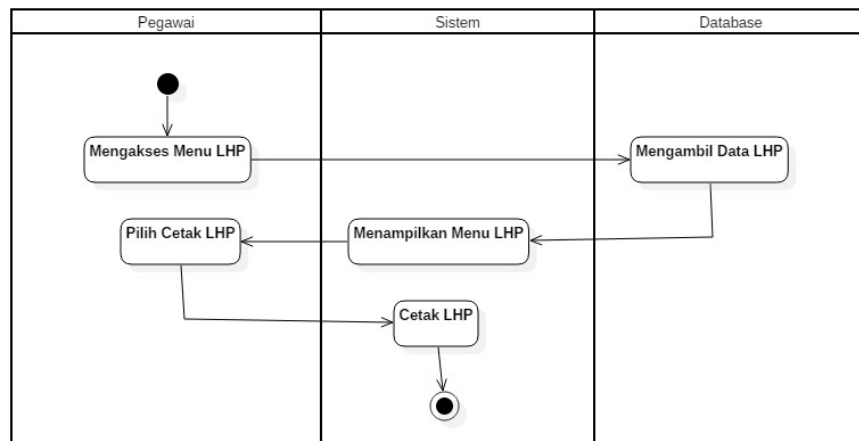 Pegawai
Sistem
Database
Mengakses Menu LHP
Mengambil Data LHP
Pilih Cetak LHP
Menampilkan Menu LHP
Cetak LHP